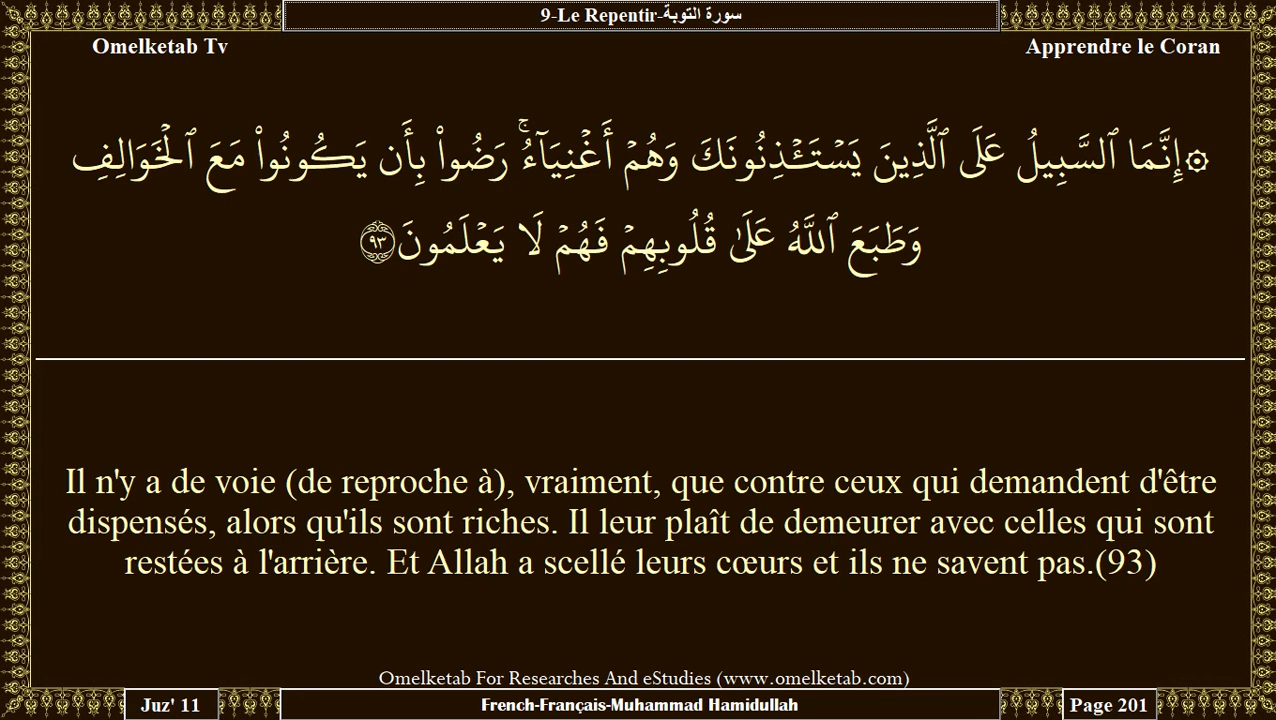 9-Le Repentir-سورة التوبة
Omelketab Tv
Apprendre le Coran
۞إِنَّمَا ٱلسَّبِيلُ عَلَى ٱلَّذِينَ يَسۡتَـٔۡذِنُونَكَ وَهُمۡ أَغۡنِيَآءُۚ رَضُواْ بِأَن يَكُونُواْ مَعَ ٱلۡخَوَالِفِ
وَطَبَعَ ٱللَّهُ عَلَىٰ قُلُوبِهِمۡ فَهُمۡ لَا يَعۡلَمُونَ٩٣
Il n'y a de voie (de reproche à), vraiment, que contre ceux qui demandent d'être
dispensés, alors qu'ils sont riches. Il leur plaît de demeurer avec celles qui sont
restées à l'arrière. Et Allah a scellé leurs cœurs et ils ne savent pas.(93)
Omelketab For Researches And eStudies (www.omelketab.com)
Juz' 11
French-Français-Muhammad Hamidullah
Page 201